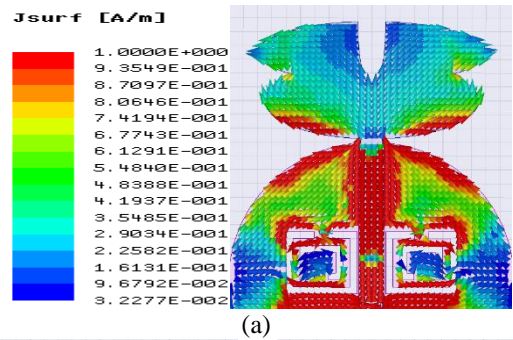 Jsurf [A/m]
1.0000E+000
9.3549E-001
8.7097E-001
8.0646E-001
7.4194E-001
6.7743E-001
6.1291E-001
5.4840E-001
4.8388E-001
4.1937E-001
3.5485E-001
2.9034E-001
2.2582E-001
1.6131E-001
9.6792E-002
3.2277E-002
(a)